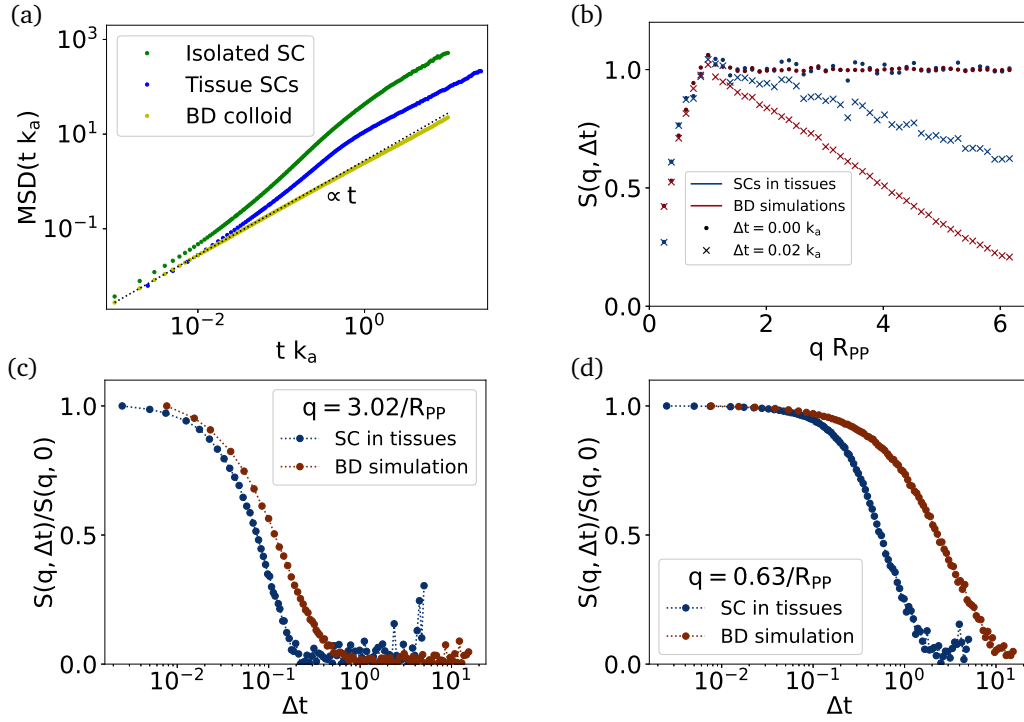 (a)
10³
10¹
10⁻¹
MSD(t kₐ)
Isolated SC
Tissue SCs
BD colloid
∝ t
10⁻²
10⁰
t kₐ
(b)
1.0
0.5
0.0
S(q, Δt)
SCs in tissues
BD simulations
Δt = 0.00 kₐ
Δt = 0.02 kₐ
0
2
4
6
q R_PP
(c)
1.0
0.5
0.0
S(q, Δt)/S(q, 0)
q = 3.02/R_PP
SC in tissues
BD simulation
10⁻²
10⁻¹
10⁰
10¹
Δt
(d)
1.0
0.5
0.0
S(q, Δt)/S(q, 0)
q = 0.63/R_PP
SC in tissues
BD simulation
10⁻²
10⁻¹
10⁰
10¹
Δt